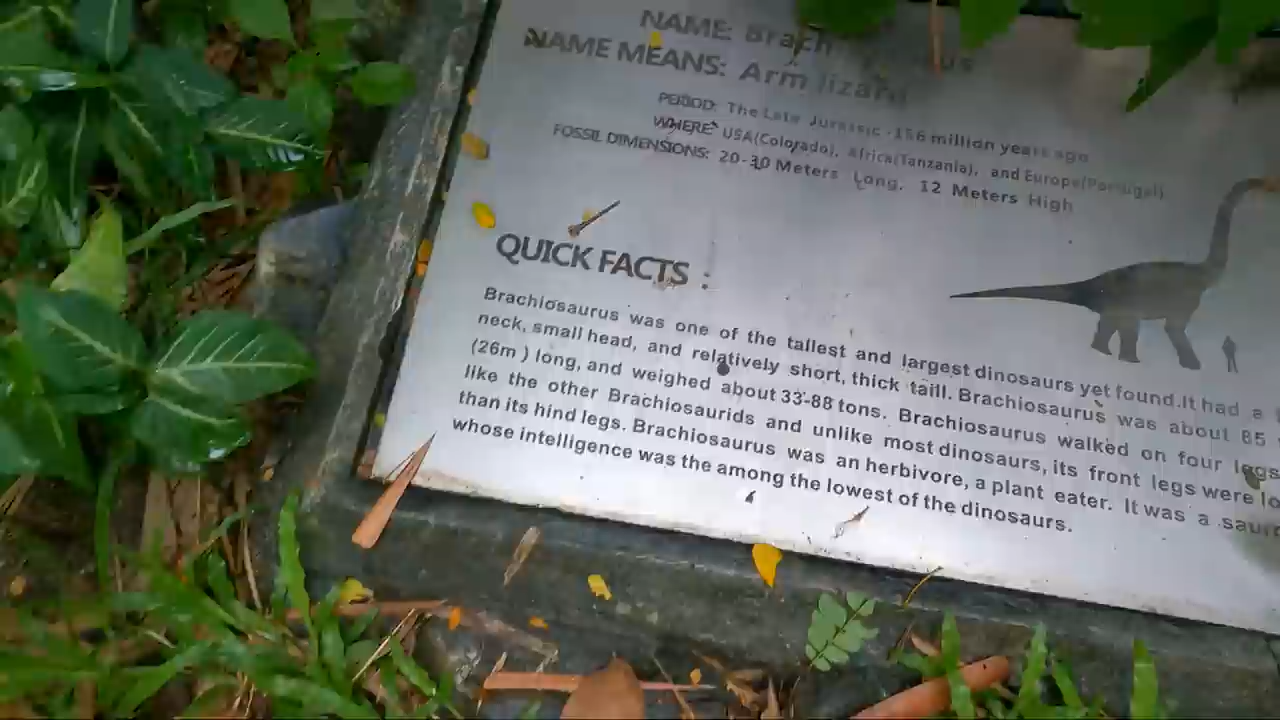 NAME: Brach us
NAME MEANS: Arm lizard
PERIOD: The Late Jurassic -156 million years ago
WHERE: USA(Colorado), Africa(Tanzania), and Europe(Portugal)
FOSSIL DIMENSIONS: 20-30 Meters Long, 12 Meters High
QUICK FACTS :
Brachiosaurus was one of the tallest and largest dinosaurs yet found.It had a
neck, small head, and relatively short, thick taill. Brachiosaurus was about 85
(26m ) long, and weighed about 33-88 tons. Brachiosaurus walked on four legs
like the other Brachiosaurids and unlike most dinosaurs, its front legs were lo
than its hind legs. Brachiosaurus was an herbivore, a plant eater. It was a
whose intelligence was the among the lowest of the dinosaurs.